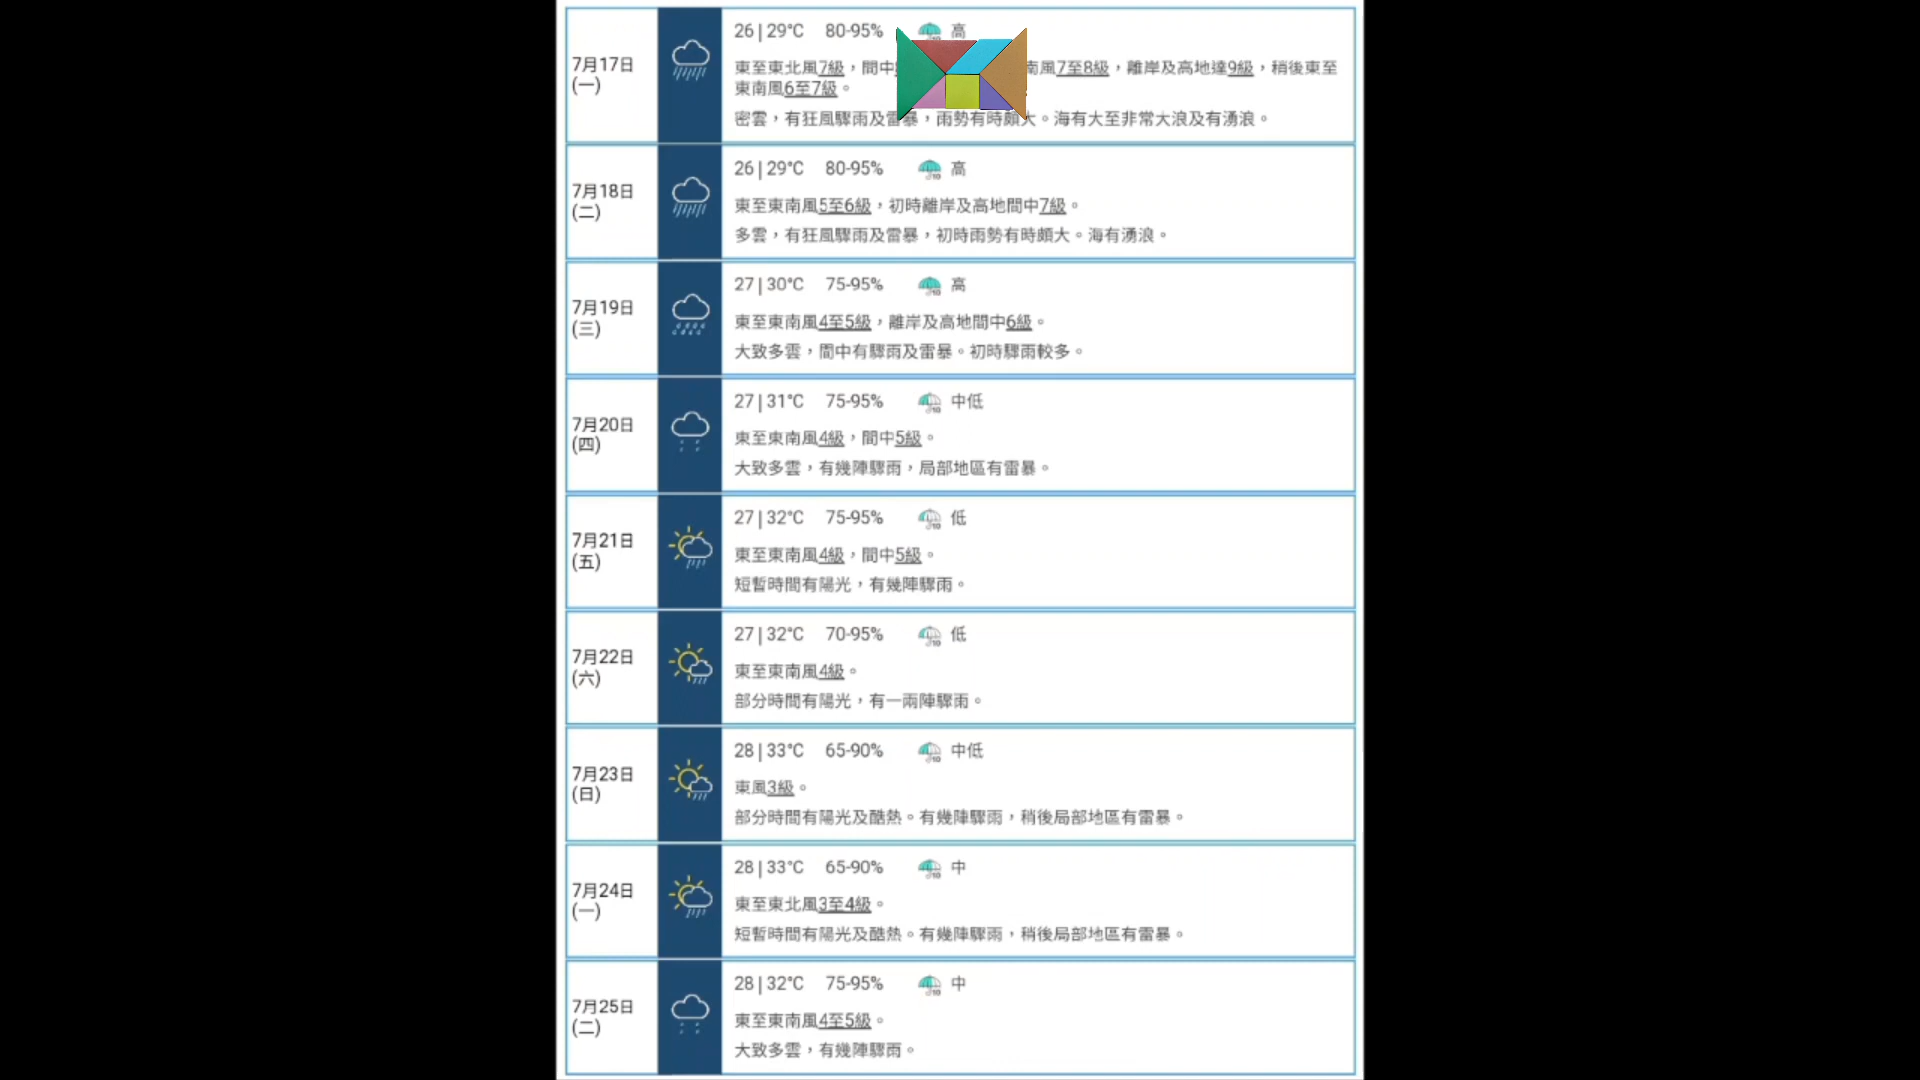 7月17日
(一)
26 | 29°C 80-95% 高
東至東北風7級，間中 南風7至8級，離岸及高地達9級，稍後東至
東南風6至7級。
密雲，有狂風驟雨及雷暴，雨勢有時頗大。海有大至非常大浪及有湧浪。
7月18日
(二)
26 | 29°C 80-95% 高
東至東南風5至6級，初時離岸及高地間中7級。
多雲，有狂風驟雨及雷暴，初時雨勢有時頗大。海有湧浪。
7月19日
(三)
27 | 30°C 75-95% 高
東至東南風4至5級，離岸及高地間中6級。
大致多雲，間中有驟雨及雷暴。初時驟雨較多。
7月20日
(四)
27 | 31°C 75-95% 中低
東至東南風4級，間中5級。
大致多雲，有幾陣驟雨，局部地區有雷暴。
7月21日
(五)
27 | 32°C 75-95% 低
東至東南風4級，間中5級。
短暫時間有陽光，有幾陣驟雨。
7月22日
(六)
27 | 32°C 70-95% 低
東至東南風4級。
部分時間有陽光，有一兩陣驟雨。
7月23日
(日)
28 | 33°C 65-90% 中低
東風3級。
部分時間有陽光及酷熱。有幾陣驟雨，稍後局部地區有雷暴。
7月24日
(一)
28 | 33°C 65-90% 中
東至東北風3至4級。
短暫時間有陽光及酷熱。有幾陣驟雨，稍後局部地區有雷暴。
7月25日
(二)
28 | 32°C 75-95% 中
東至東南風4至5級。
大致多雲，有幾陣驟雨。